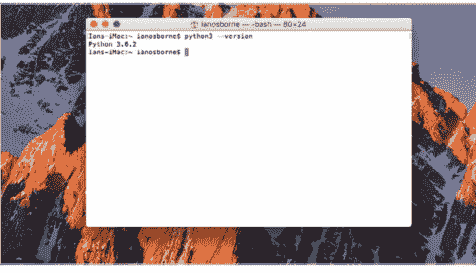 ianosborne — -bash — 80×24
Ians-iMac:~ ianosborne$ python3 --version
Python 3.6.2
Ians-iMac:~ ianosborne$